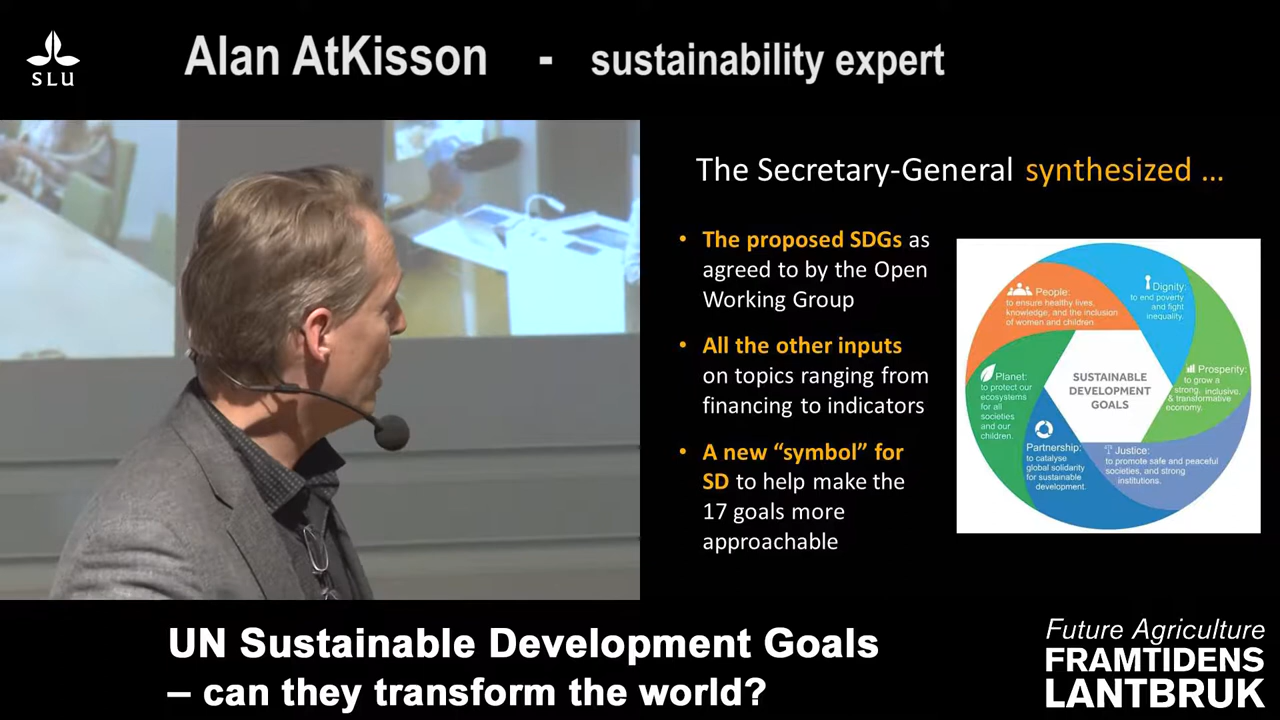 SLU
Alan AtKisson - sustainability expert
The Secretary-General synthesized ...
• The proposed SDGs as
agreed to by the Open
Working Group
• All the other inputs
on topics ranging from
financing to indicators
• A new “symbol” for
SD to help make the
17 goals more
approachable
People:
to ensure healthy lives,
knowledge, and the inclusion
of women and children.
Dignity:
to end poverty
and fight
inequality.
Prosperity:
to grow a
strong, inclusive,
& transformative
economy.
Justice:
to promote safe and peaceful
societies, and strong
institutions.
Partnership:
to catalyse
global solidarity
for sustainable
development.
Planet:
to protect our
ecosystems
for all
societies
and our
children.
SUSTAINABLE
DEVELOPMENT
GOALS
UN Sustainable Development Goals
– can they transform the world?
Future Agriculture
FRAMTIDENS
LANTBRUK